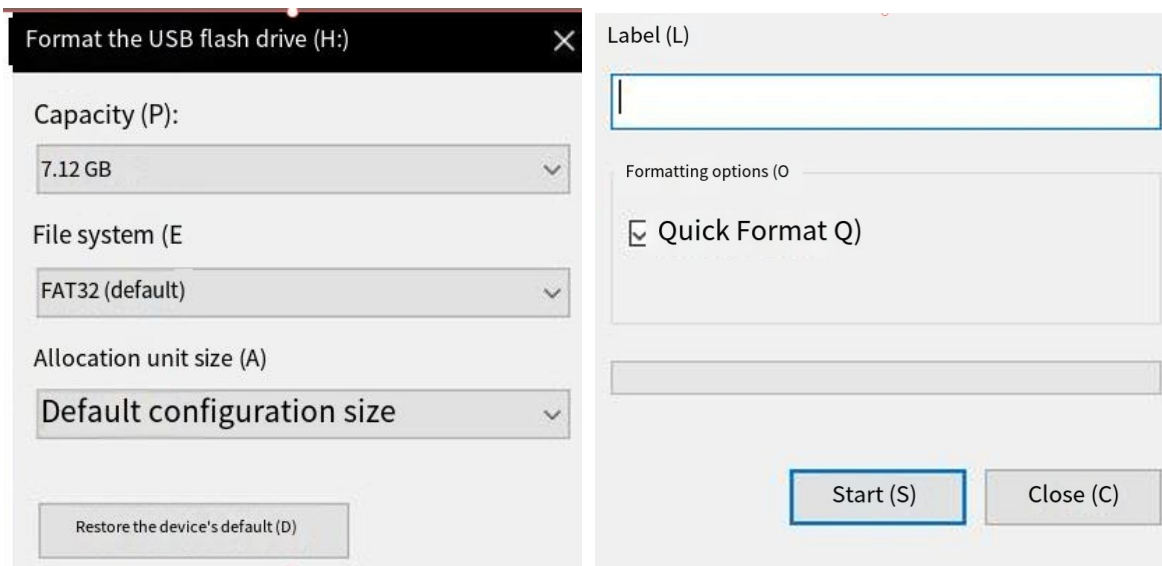 Format the USB flash drive (H:)
Capacity (P):
7.12 GB
File system (E
FAT32 (default)
Allocation unit size (A)
Default configuration size
Restore the device's default (D)
Label (L)
Formatting options (O
Quick Format Q)
Start (S)
Close (C)